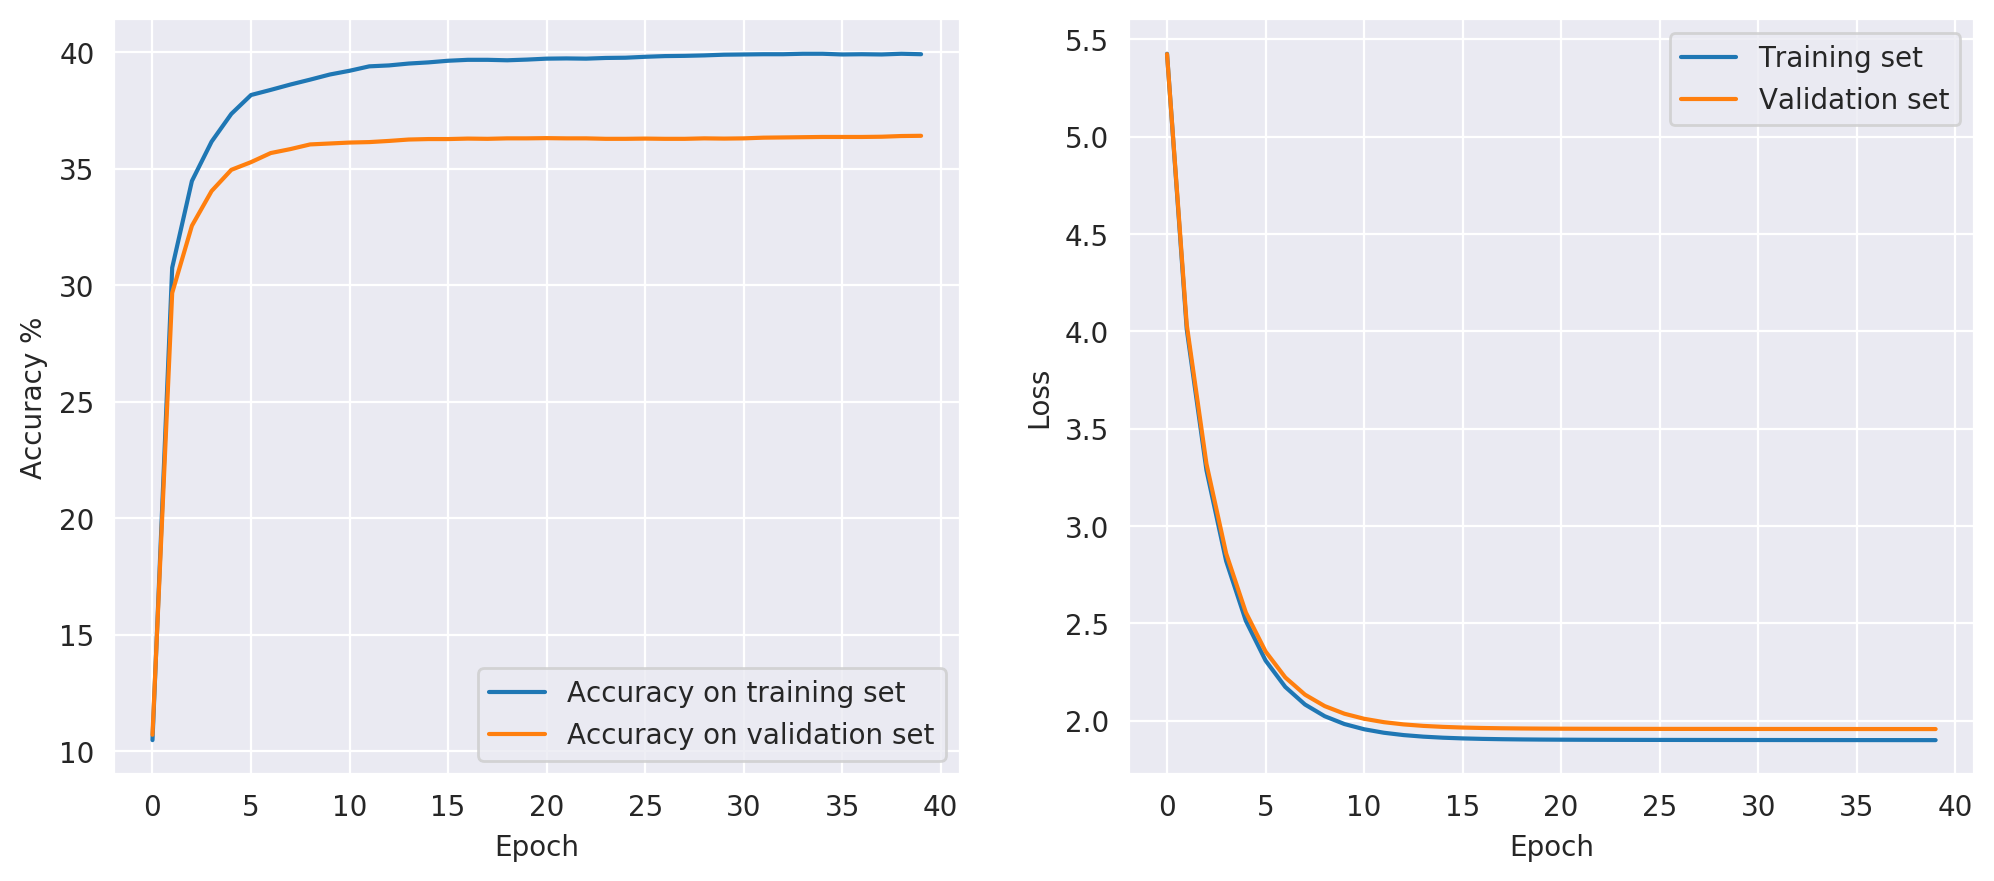 40
35
30
25
20
15
10
Accuracy %
Accuracy on training set
Accuracy on validation set
0 5 10 15 20 25 30 35 40
Epoch
5.5
5.0
4.5
4.0
3.5
3.0
2.5
2.0
Loss
Training set
Validation set
0 5 10 15 20 25 30 35 40
Epoch